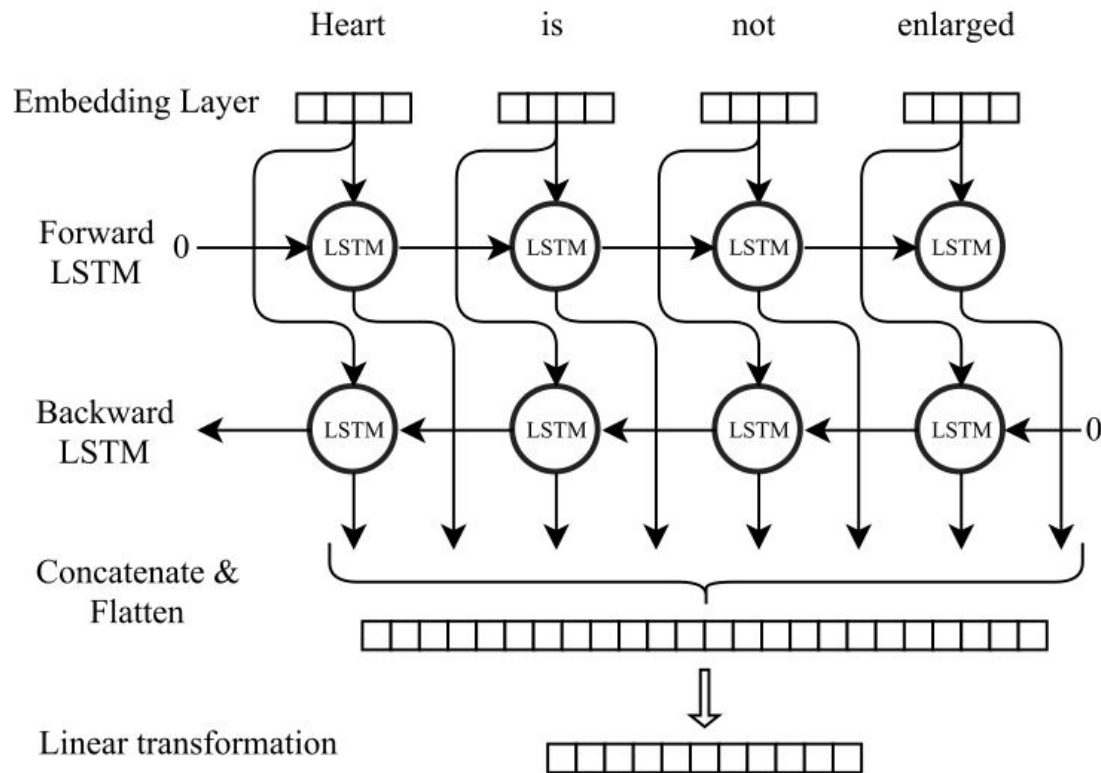 Heart is not enlarged
Embedding Layer
Forward
LSTM
0
LSTM LSTM LSTM LSTM
Backward
LSTM
LSTM LSTM LSTM LSTM
0
Concatenate &
Flatten
Linear transformation